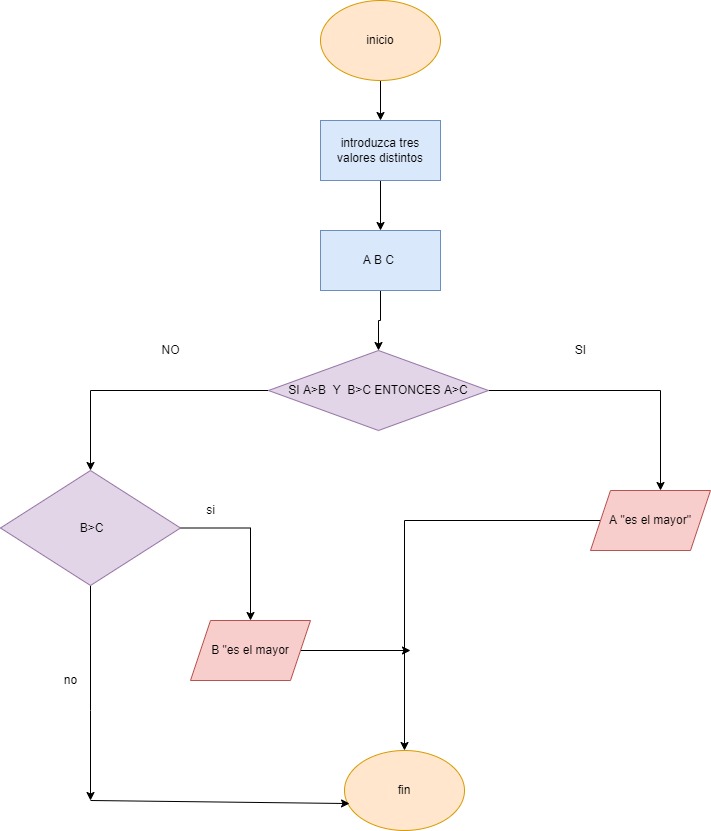 inicio
introduzca tres
valores distintos
A B C
NO
SI
SI A>B Y B>C ENTONCES A>C
B>C
si
A "es el mayor"
B "es el mayor
no
fin